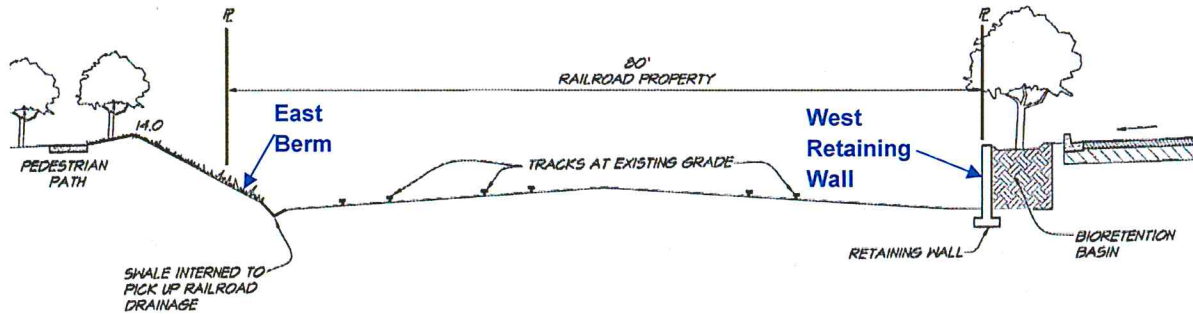 PL
PL
80'
RAILROAD PROPERTY
East
Berm
West
Retaining
Wall
14.0
PEDESTRIAN
PATH
TRACKS AT EXISTING GRADE
RETAINING WALL
BIORETENTION
BASIN
SWALE INTERNED TO
PICK UP RAILROAD
DRAINAGE